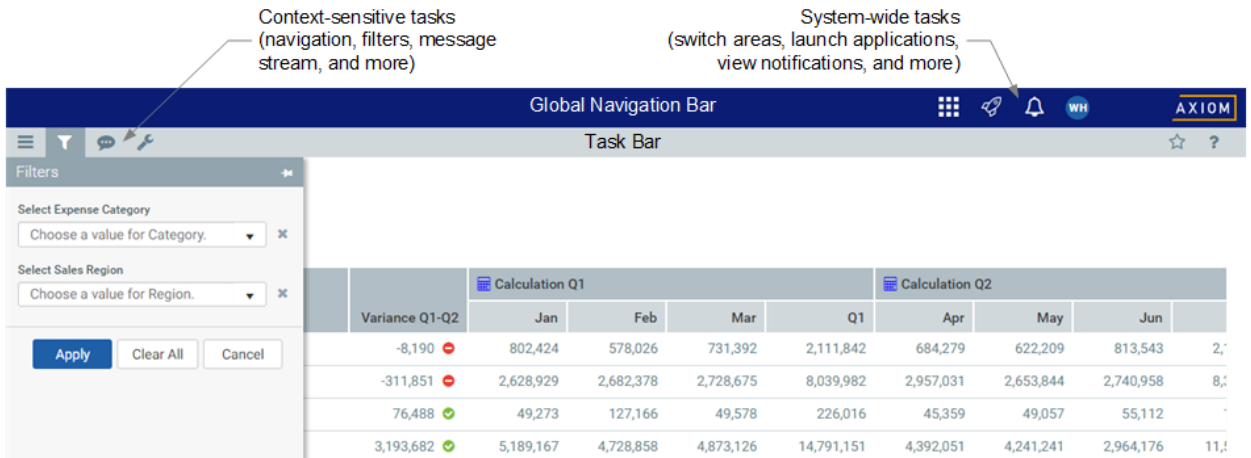 Context-sensitive tasks
(navigation, filters, message
stream, and more)
System-wide tasks
(switch areas, launch applications,
view notifications, and more)
Global Navigation Bar
WH
AXIOM
Task Bar
?
Filters
Select Expense Category
Choose a value for Category.
Select Sales Region
Choose a value for Region.
Apply Clear All Cancel
Calculation Q1 Calculation Q2
Variance Q1-Q2 Jan Feb Mar Q1 Apr May Jun
-8,190 802,424 578,026 731,392 2,111,842 684,279 622,209 813,543
-311,851 2,628,929 2,682,378 2,728,675 8,039,982 2,957,031 2,653,844 2,740,958
76,488 49,273 127,166 49,578 226,016 45,359 49,057 55,112
3,193,682 5,189,167 4,728,858 4,873,126 14,791,151 4,392,051 4,241,241 2,964,176